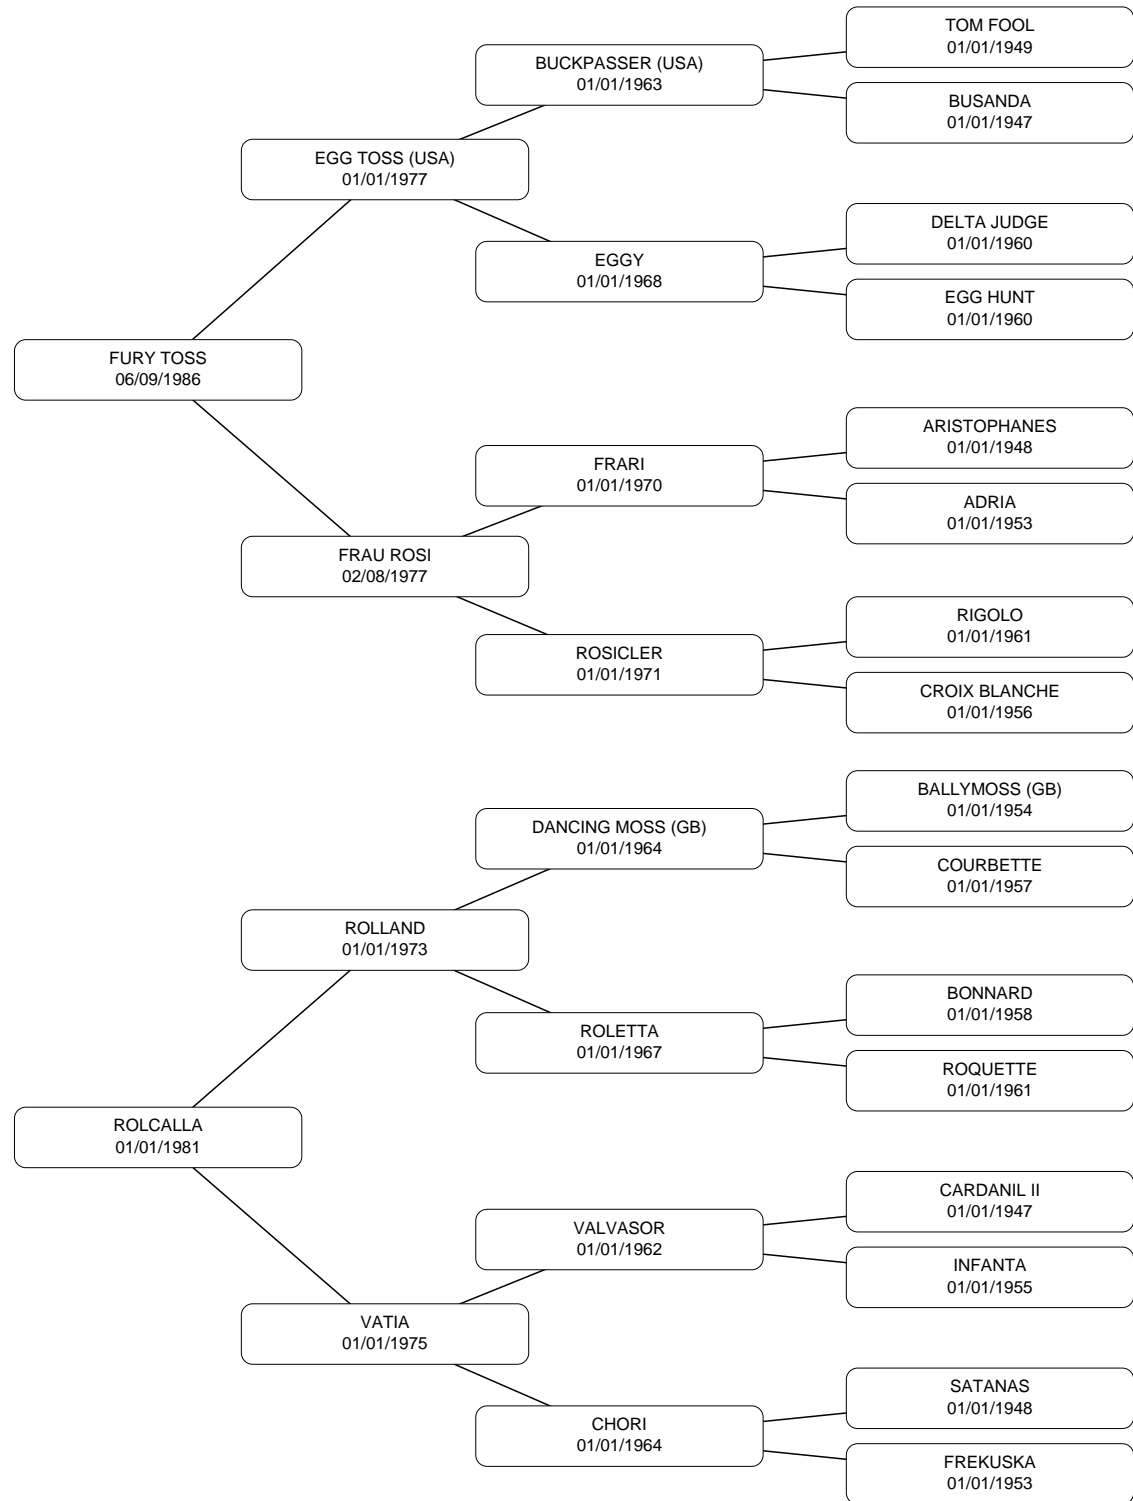 TOM FOOL
01/01/1949
BUCKPASSER (USA)
01/01/1963
BUSANDA
01/01/1947
EGG TOSS (USA)
01/01/1977
DELTA JUDGE
01/01/1960
EGGY
01/01/1968
EGG HUNT
01/01/1960
FURY TOSS
06/09/1986
ARISTOPHANES
01/01/1948
FRARI
01/01/1970
ADRIA
01/01/1953
FRAU ROSI
02/08/1977
RIGOLO
01/01/1961
ROSICLER
01/01/1971
CROIX BLANCHE
01/01/1956
BALLYMOSS (GB)
01/01/1954
DANCING MOSS (GB)
01/01/1964
COURBETTE
01/01/1957
ROLLAND
01/01/1973
BONNARD
01/01/1958
ROLETTA
01/01/1967
ROQUETTE
01/01/1961
ROLCALLA
01/01/1981
CARDANIL II
01/01/1947
VALVASOR
01/01/1962
INFANTA
01/01/1955
VATIA
01/01/1975
SATANAS
01/01/1948
CHORI
01/01/1964
FREKUSKA
01/01/1953